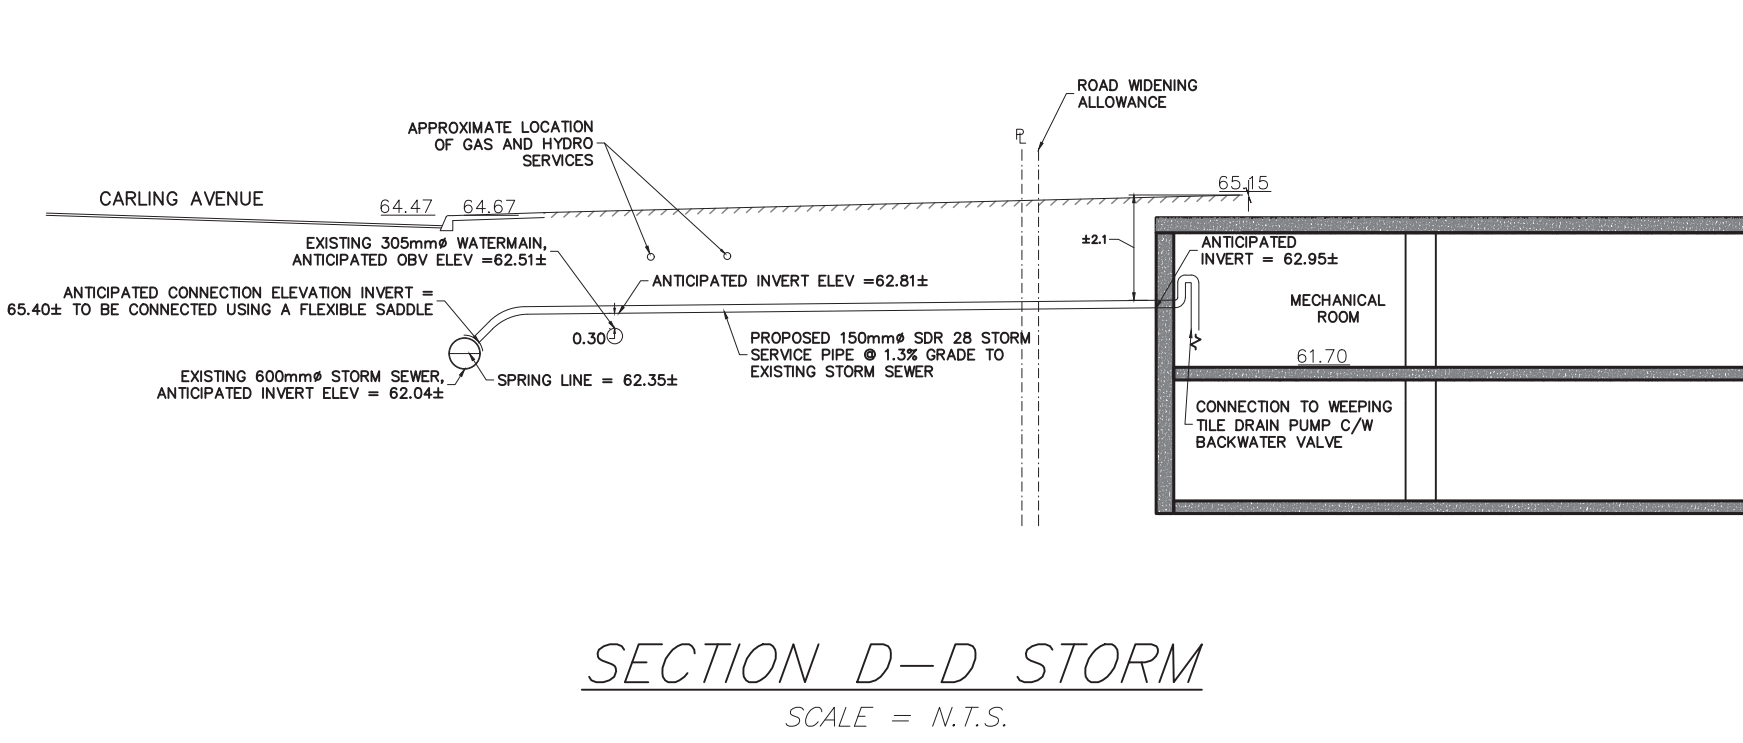 ROAD WIDENING
ALLOWANCE
APPROXIMATE LOCATION
OF GAS AND HYDRO
SERVICES
PL
CARLING AVENUE
64.47
64.67
65.15
EXISTING 305mmø WATERMAIN,
ANTICIPATED OBV ELEV =62.51±
±2.1
ANTICIPATED
INVERT = 62.95±
ANTICIPATED INVERT ELEV =62.81±
ANTICIPATED CONNECTION ELEVATION INVERT =
65.40± TO BE CONNECTED USING A FLEXIBLE SADDLE
MECHANICAL
ROOM
0.30
PROPOSED 150mmø SDR 28 STORM
SERVICE PIPE @ 1.3% GRADE TO
EXISTING STORM SEWER
61.70
EXISTING 600mmø STORM SEWER,
ANTICIPATED INVERT ELEV = 62.04±
SPRING LINE = 62.35±
CONNECTION TO WEEPING
TILE DRAIN PUMP C/W
BACKWATER VALVE
SECTION D-D STORM
SCALE = N.T.S.